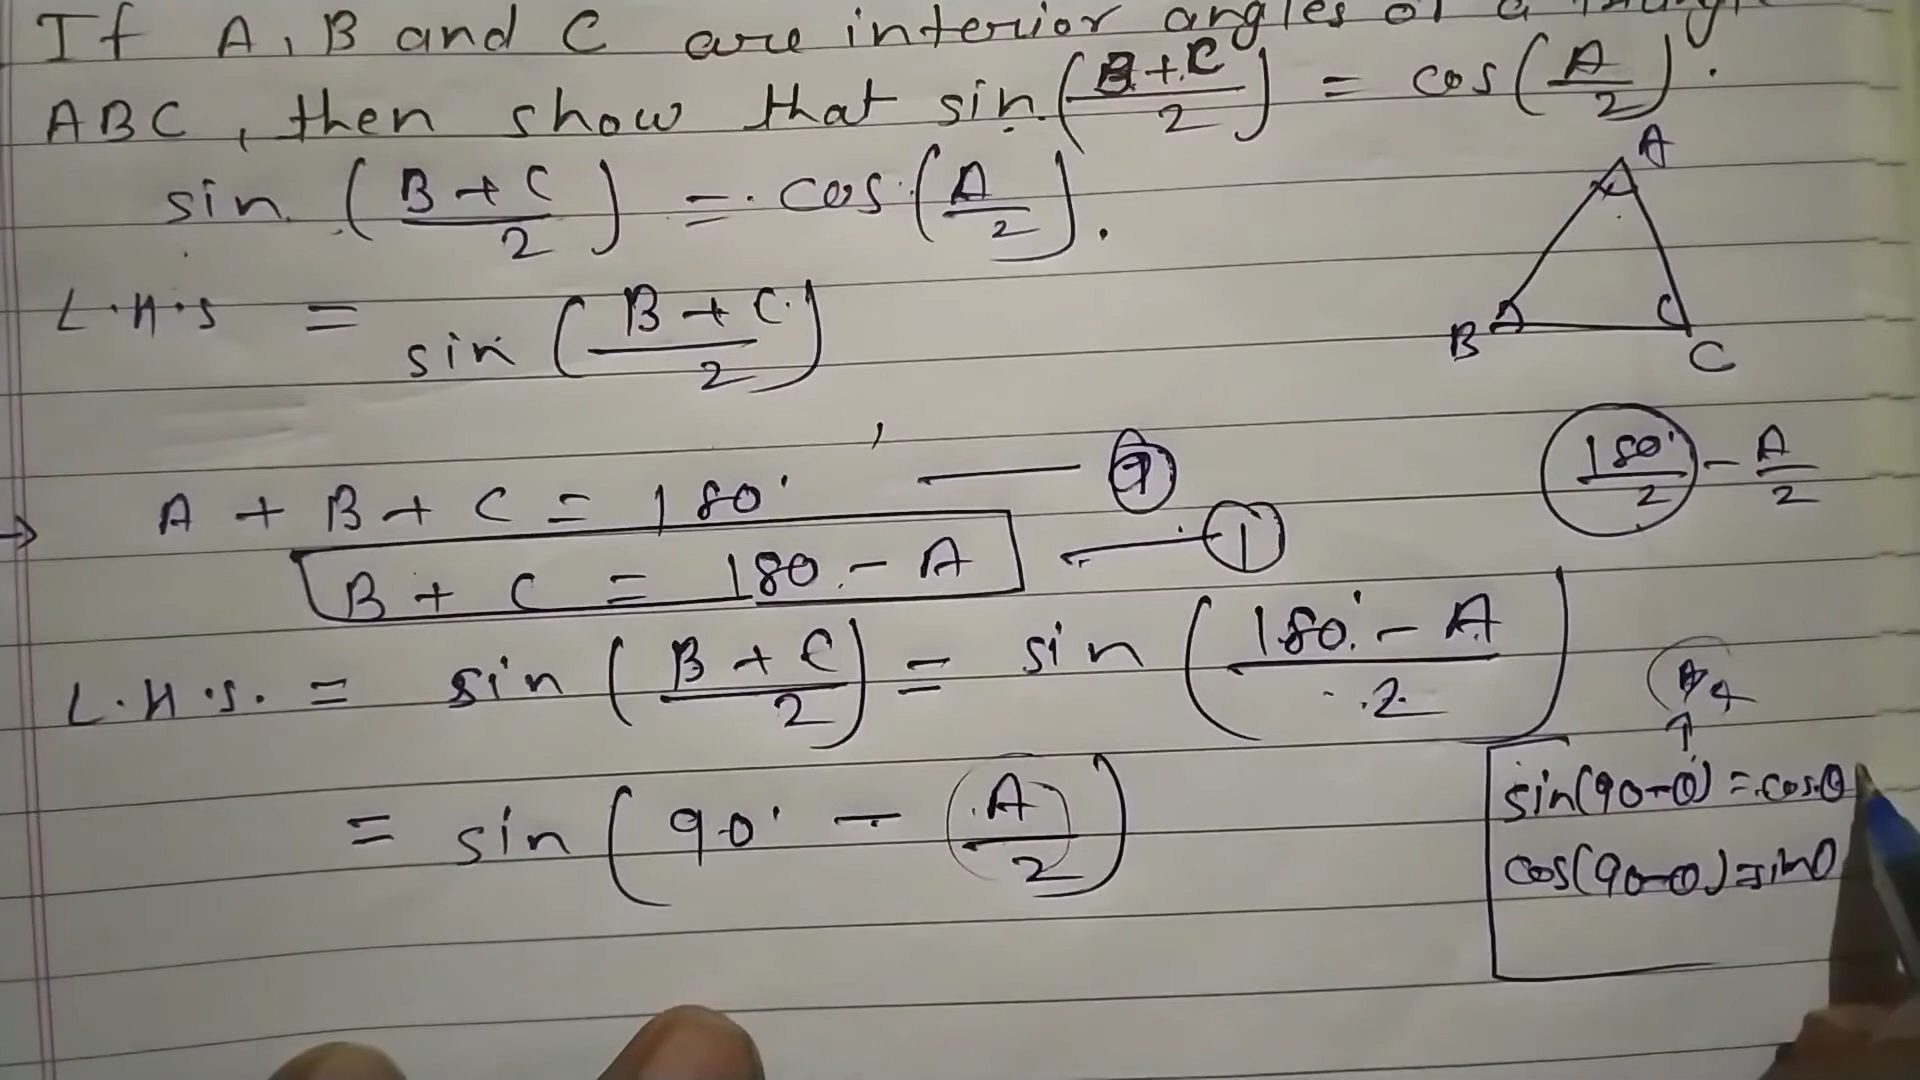 If A, B and C are interior angles of a Triangle
ABC, then show that sin((B+C)/2) = cos(A/2).
sin((B+C)/2) = cos(A/2).
L.H.S = sin((B+C)/2)
A
B
C
180°/2 - A/2
→ A + B + C = 180°
B + C = 180 - A — ①
L.H.S. = sin((B+C)/2) = sin((180° - A)/2)
= sin(90° - A/2)
sin(90-θ) = cosθ
cos(90-θ) = sinθ